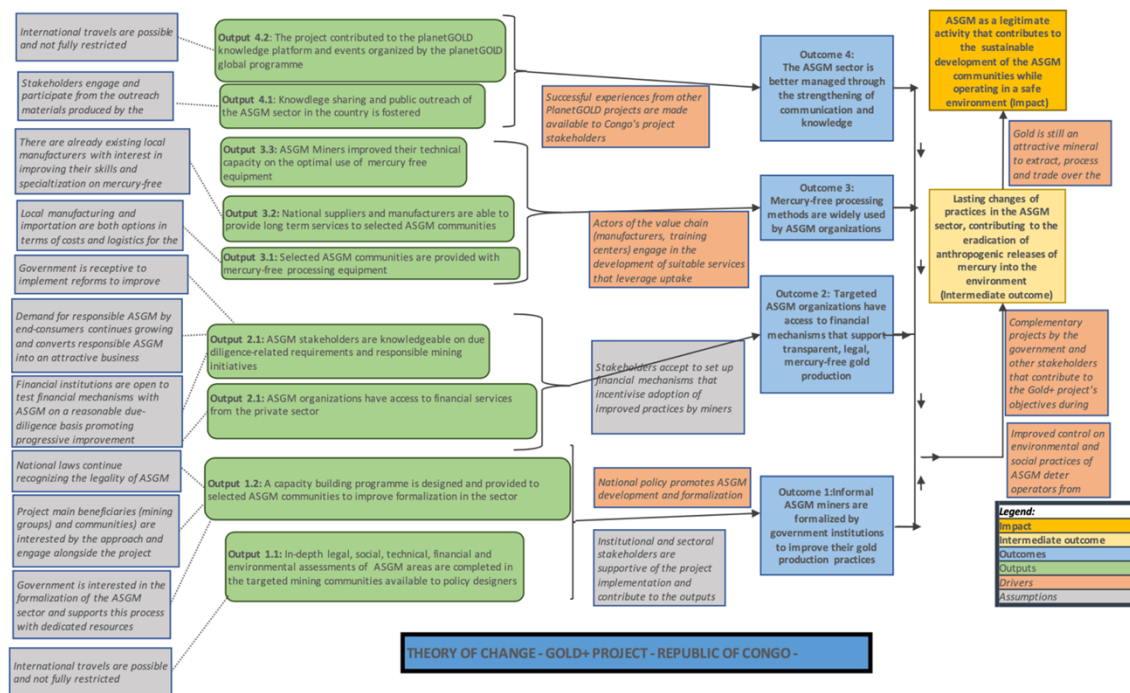 International travels are possible
and not fully restricted
Stakeholders engage and
participate from the outreach
materials produced by the
There are already existing local
manufacturers with interest in
improving their skills and
specialtization on mercury-free
Local manufacturing and
importation are both options in
terms of costs and logistics for the
Government is receptive to
implement reforms to improve
Demand for responsible ASGM by
end-consumers continues growing
and converts responsible ASGM
into an attractive business
Financial institutions are open to
test financial mechanisms with
ASGM on a reasonable due-
diligence basis promoting
progressive improvement
National laws continue
recognizing the legality of ASGM
Project main beneficiaries (mining
groups) and communities) are
interested by the approach and
engage alongside the project
Government is interested in the
formalization of the ASGM
sector and supports this process
with dedicated resources
International travels are possible
and not fully restricted
Output 4.2: The project contributed to the planetGOLD
knowledge platform and events organized by the planetGOLD
global programme
Output 4.1: Knowlege sharing and public outreach of
the ASGM sector in the country is fostered
Output 3.3: ASGM Miners improved their technical
capacity on the optimal use of mercury free
equipment
Output 3.2: National suppliers and manufacturers are able to
provide long term services to selected ASGM communities
Output 3.1: Selected ASGM communities are provided with
mercury-free processing equipment
Output 2.1: ASGM stakeholders are knowledgeable on due
diligence-related requirements and responsible mining
initiatives
Output 2.1: ASGM organizations have access to financial services
from the private sector
Output 1.2: A capacity building programme is designed and provided to
selected ASGM communities to improve formalization in the sector
Output 1.1: In-depth legal, social, technical, financial and
environmental assessments of ASGM areas are completed in
the targeted mining communities available to policy designers
Successful experiences from other
PlanetGOLD projects are made
available to Congo's project
stakeholders
Actors of the value chain
(manufacturers, training
centers) engage in the
development of suitable services
that leverage uptake
Stakeholders accept to set up
financial mechanisms that
incentivise adoption of
improved practices by miners
National policy promotes ASGM
development and formalization
Institutional and sectoral
stakeholders are
supportive of the project
implementation and
contribute to the outputs
Outcome 4:
The ASGM sector is
better managed through
the strengthening of
communication and
knowledge
Outcome 3:
Mercury-free processing
methods are widely used
by ASGM organizations
Outcome 2: Targeted
ASGM organizations have
access to financial
mechanisms that support
transparent, legal,
mercury-free gold
production
Outcome 1:Informal
ASGM miners are
formalized by
government institutions
to improve their gold
production practices
ASGM as a legitimate
activity that contributes to
the sustainable
development of the ASGM
communities while
operating in a safe
environment (Impact)
Gold is still an
attractive mineral
to extract, process
and trade over the
Lasting changes of
practices in the ASGM
sector, contributing to the
eradication of
anthropogenic releases of
mercury into the
environment
(Intermediate outcome)
Complementary
projects by the
government and
other stakeholders
that contribute to
the Gold+ project's
objectives during
Improved control on
environmental and
social practices of
ASGM deter
operators from
Legend:
Impact
Intermediate outcome
Outcomes
Outputs
Drivers
Assumptions
THEORY OF CHANGE - GOLD+ PROJECT - REPUBLIC OF CONGO -